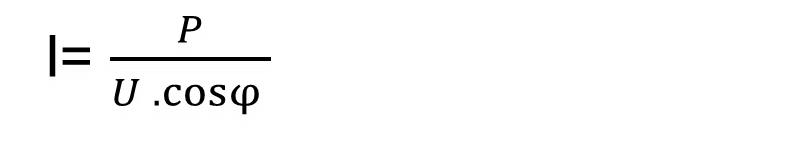 I= P
U .cosφ